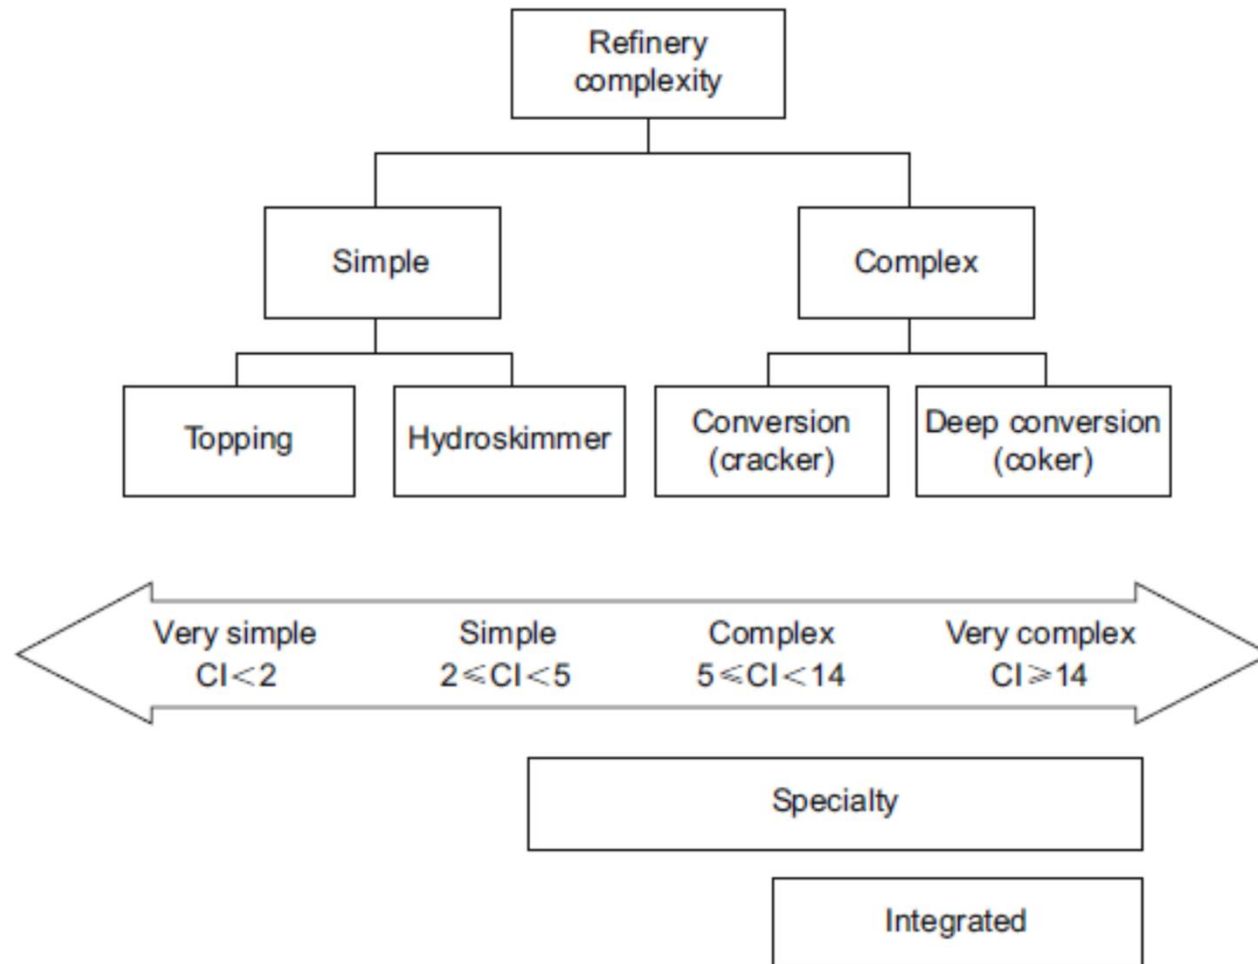 Refinery
complexity
Simple
Complex
Topping
Hydroskimmer
Conversion
(cracker)
Deep conversion
(coker)
Very simple
CI<2
Simple
2⩽CI<5
Complex
5⩽CI<14
Very complex
CI⩾14
Specialty
Integrated